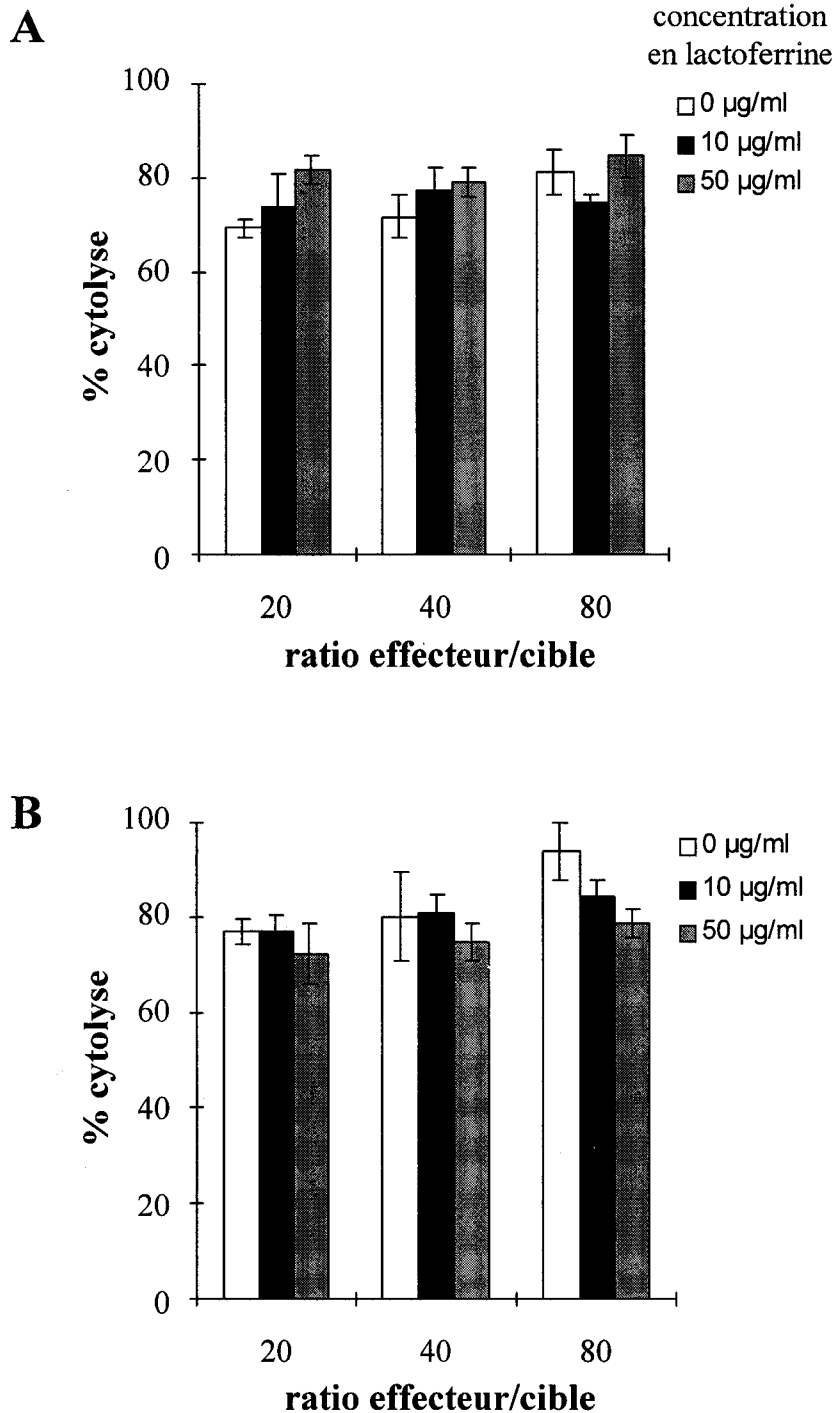 A
concentration
en lactoferrine
0 µg/ml
10 µg/ml
50 µg/ml
100
80
60
40
20
0
% cytolyse
20 40 80
ratio effecteur/cible
B
0 µg/ml
10 µg/ml
50 µg/ml
100
80
60
40
20
0
% cytolyse
20 40 80
ratio effecteur/cible